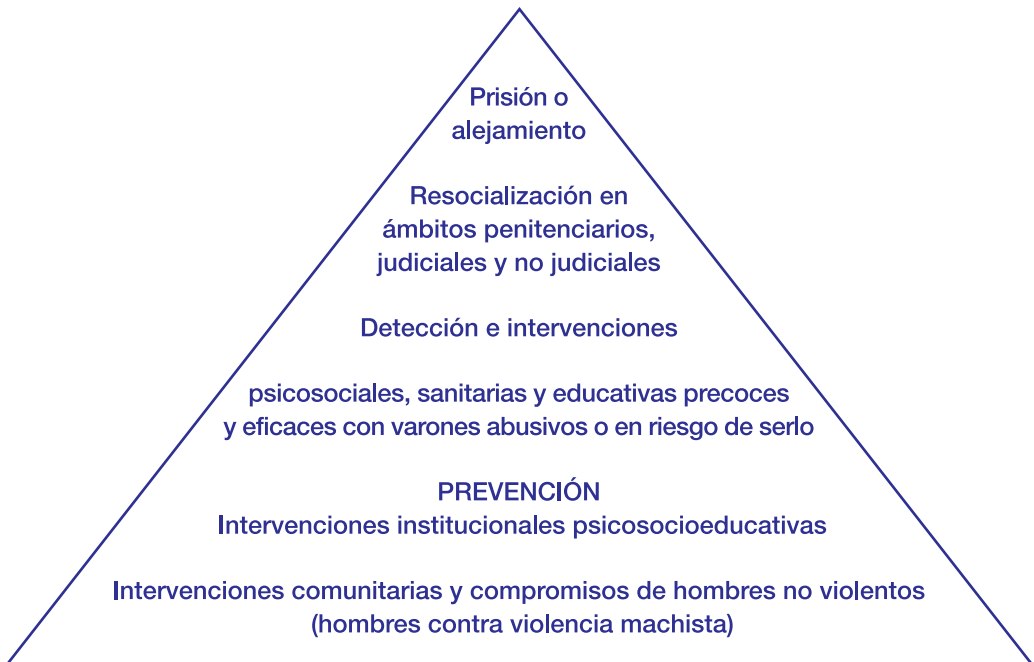 Prisión o
alejamiento
Resocialización en
ámbitos penitenciarios,
judiciales y no judiciales
Detección e intervenciones
psicosociales, sanitarias y educativas precoces
y eficaces con varones abusivos o en riesgo de serlo
PREVENCIÓN
Intervenciones institucionales psicosocioeducativas
Intervenciones comunitarias y compromisos de hombres no violentos
(hombres contra violencia machista)